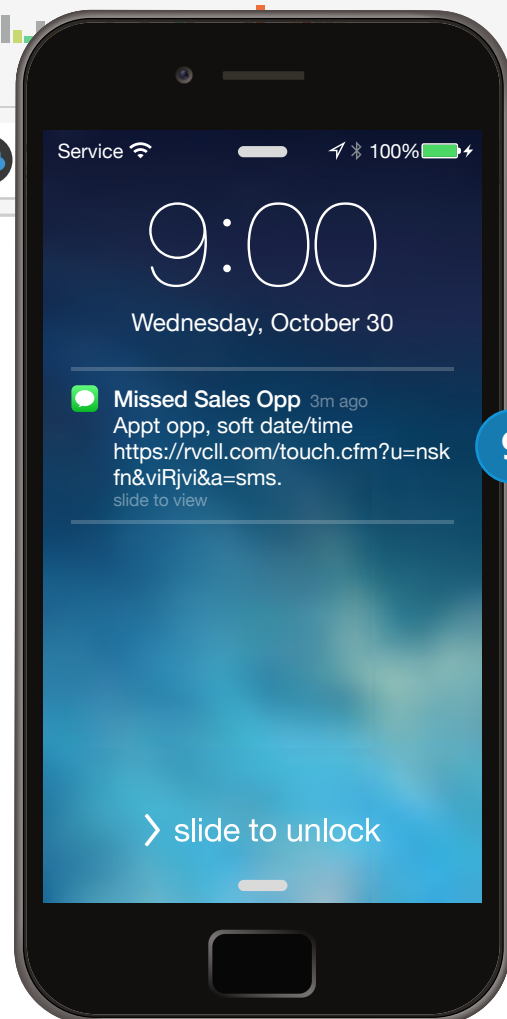 Service 100%
9:00
Wednesday, October 30
Missed Sales Opp 3m ago
Appt opp, soft date/time
https://rvcll.com/touch.cfm?u=nsk
fn&viRjvi&a=sms.
slide to view
slide to unlock